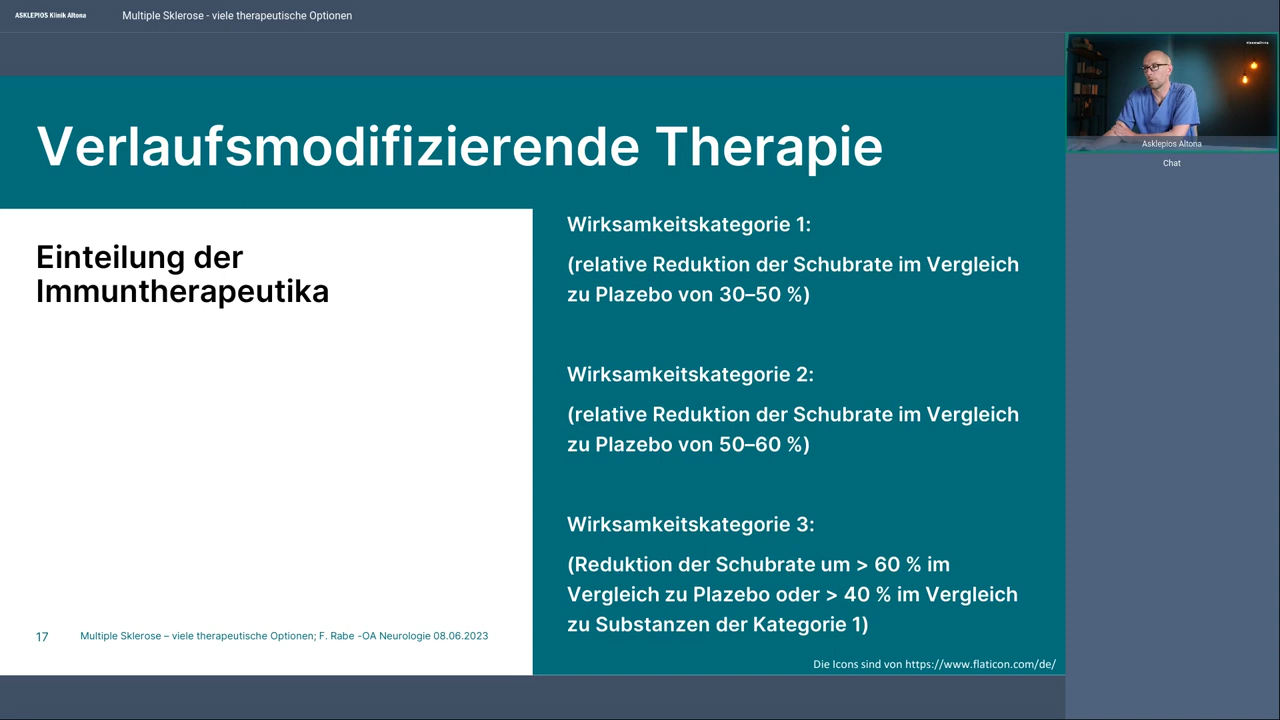 ASKLEPIOS Klinik Altona
Multiple Sklerose - viele therapeutische Optionen
Verlaufsmodifizierende Therapie
Einteilung der
Immuntherapeutika
Wirksamkeitskategorie 1:
(relative Reduktion der Schubrate im Vergleich
zu Plazebo von 30–50 %)
Wirksamkeitskategorie 2:
(relative Reduktion der Schubrate im Vergleich
zu Plazebo von 50–60 %)
Wirksamkeitskategorie 3:
(Reduktion der Schubrate um > 60 % im
Vergleich zu Plazebo oder > 40 % im Vergleich
zu Substanzen der Kategorie 1)
17
Multiple Sklerose – viele therapeutische Optionen; F. Rabe -OA Neurologie 08.06.2023
Die Icons sind von https://www.flaticon.com/de/
Asklepios Altona
Chat